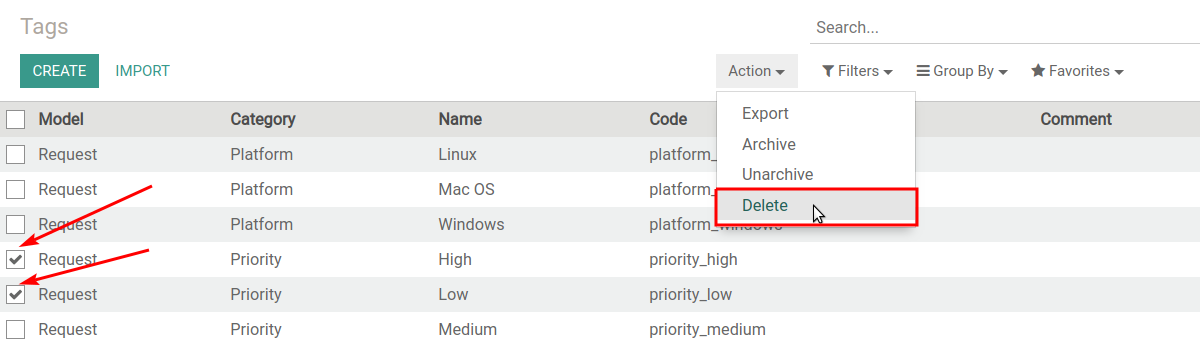 Tags
Search...
CREATE IMPORT Action Filters Group By Favorites
Model Category Name Code Comment
Export
Archive
Unarchive
Delete
Request Platform Linux platform_
Request Platform Mac OS platform_
Request Platform Windows platform_windows
Request Priority High priority_high
Request Priority Low priority_low
Request Priority Medium priority_medium